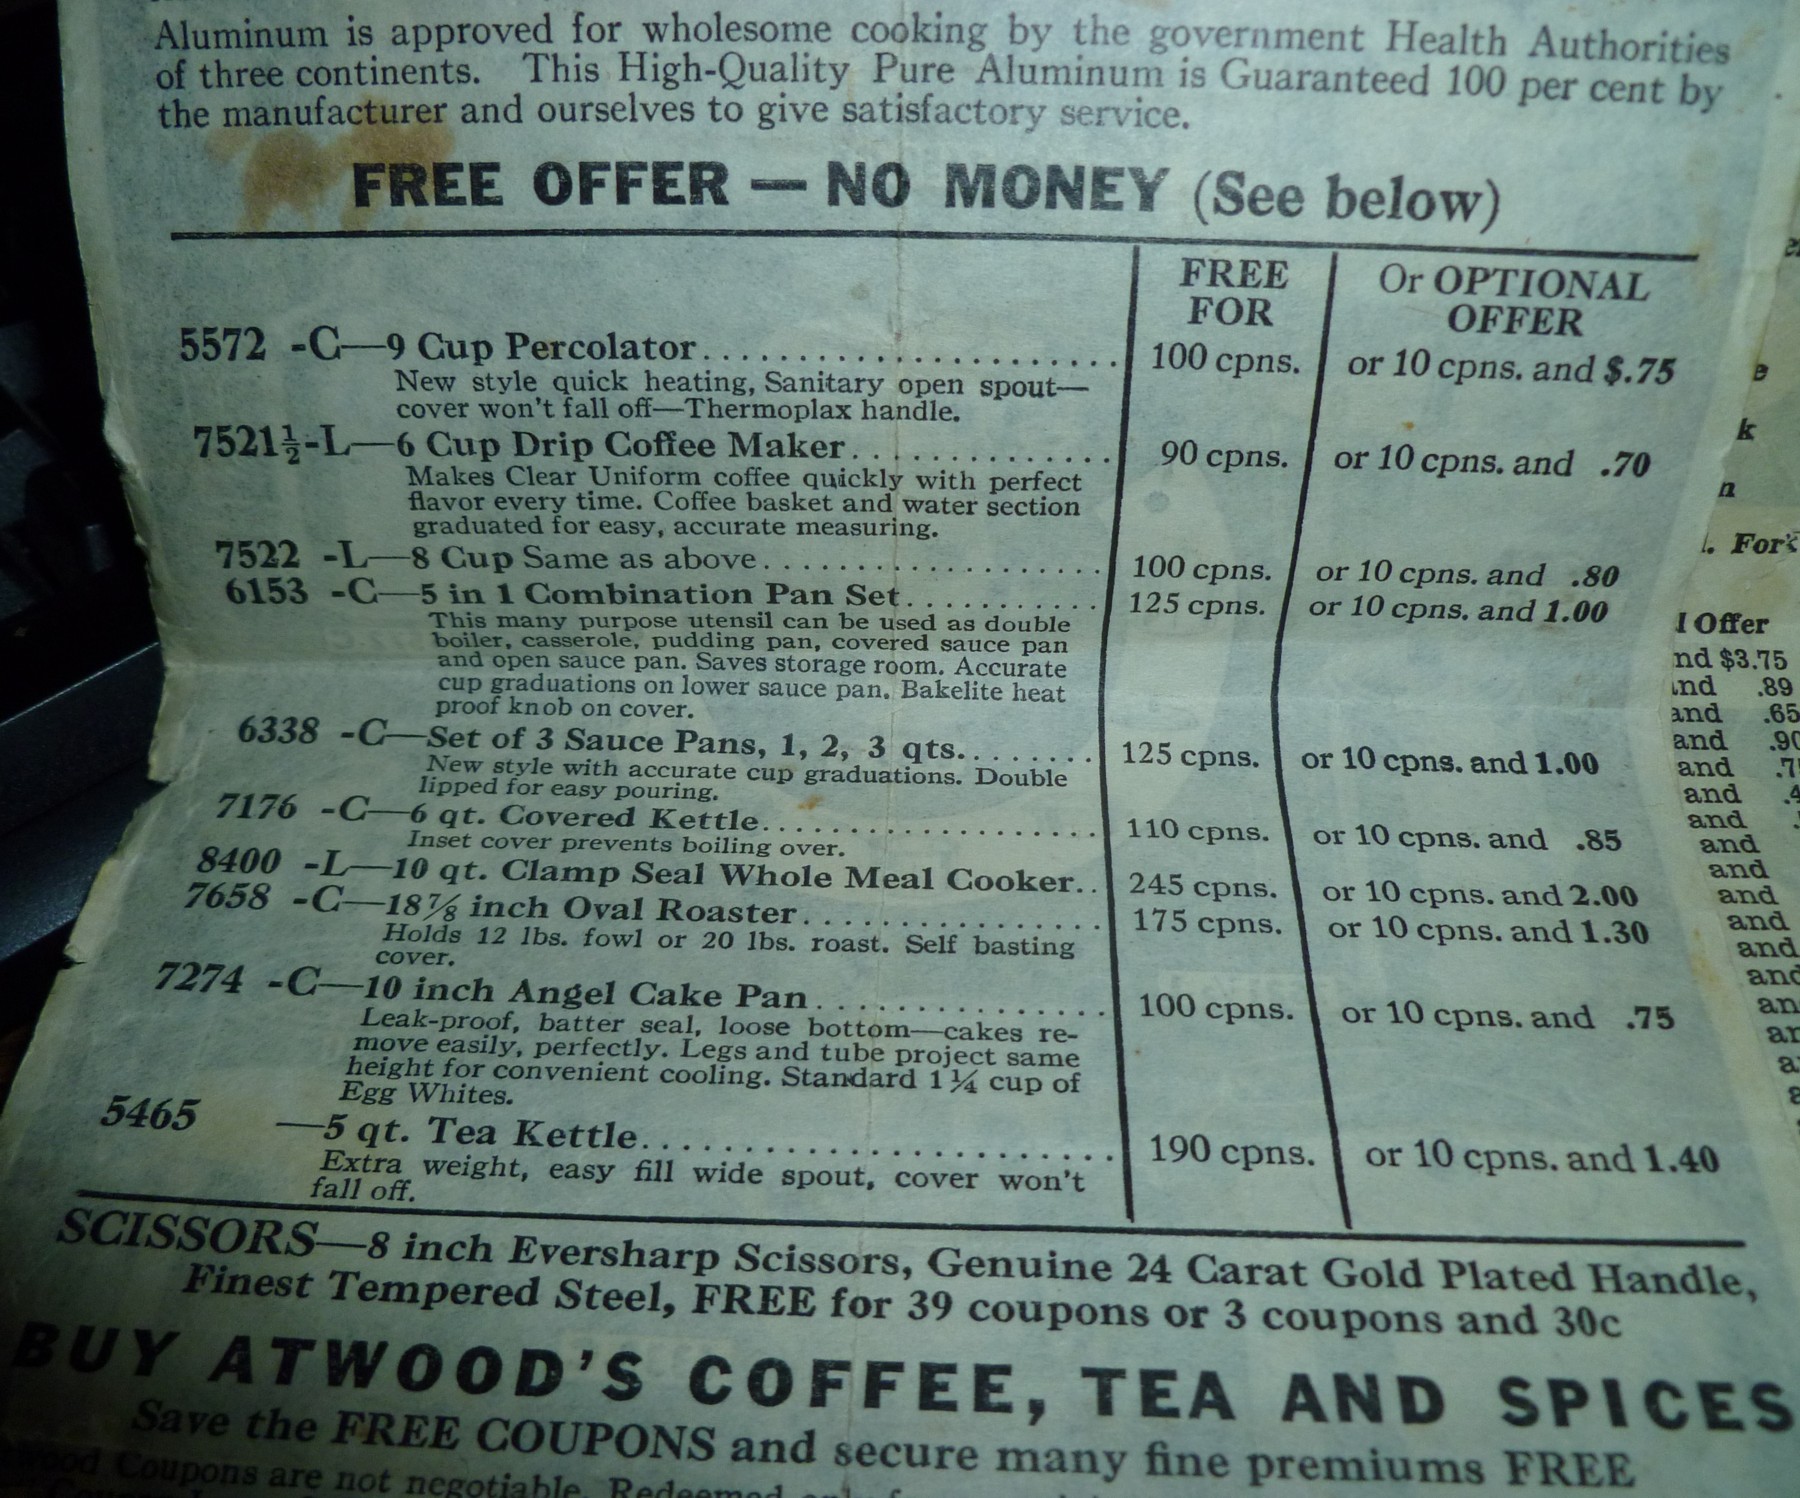 Aluminum is approved for wholesome cooking by the government Health Authorities
of three continents. This High-Quality Pure Aluminum is Guaranteed 100 per cent by
the manufacturer and ourselves to give satisfactory service.
FREE OFFER — NO MONEY (See below)
FREE FOR
Or OPTIONAL OFFER
5572 -C—9 Cup Percolator...................... 100 cpns. or 10 cpns. and $.75
New style quick heating, Sanitary open spout—
cover won't fall off—Thermoplax handle.
7521½-L—6 Cup Drip Coffee Maker.............. 90 cpns. or 10 cpns. and .70
Makes Clear Uniform coffee quickly with perfect
flavor every time. Coffee basket and water section
graduated for easy, accurate measuring.
7522 -L—8 Cup Same as above.................... 100 cpns. or 10 cpns. and .80
6153 -C—5 in 1 Combination Pan Set........... 125 cpns. or 10 cpns. and 1.00
This many purpose utensil can be used as double
boiler, casserole, pudding pan, covered sauce pan
and open sauce pan. Saves storage room. Accurate
cup graduations on lower sauce pan. Bakelite heat
proof knob on cover.
6338 -C—Set of 3 Sauce Pans, 1, 2, 3 qts........ 125 cpns. or 10 cpns. and 1.00
New style with accurate cup graduations. Double
lipped for easy pouring.
7176 -C—6 qt. Covered Kettle.................... 110 cpns. or 10 cpns. and .85
Inset cover prevents boiling over.
8400 -L—10 qt. Clamp Seal Whole Meal Cooker.. 245 cpns. or 10 cpns. and 2.00
7658 -C—18⅞ inch Oval Roaster................. 175 cpns. or 10 cpns. and 1.30
Holds 12 lbs. fowl or 20 lbs. roast. Self basting
cover.
7274 -C—10 inch Angel Cake Pan................ 100 cpns. or 10 cpns. and .75
Leak-proof, batter seal, loose bottom—cakes re-
move easily, perfectly. Legs and tube project same
height for convenient cooling. Standard 1¼ cup of
Egg Whites.
5465 —5 qt. Tea Kettle........................ 190 cpns. or 10 cpns. and 1.40
Extra weight, easy fill wide spout, cover won't
fall off.
SCISSORS—8 inch Eversharp Scissors, Genuine 24 Carat Gold Plated Handle,
Finest Tempered Steel, FREE for 39 coupons or 3 coupons and 30c
BUY ATWOOD'S COFFEE, TEA AND SPICES
Save the FREE COUPONS and secure many fine premiums FREE
Coupons are not negotiable. Redeemed
Offer
$3.75
and .89
and .65
and .90
and
and
and
and
and
and
and
and